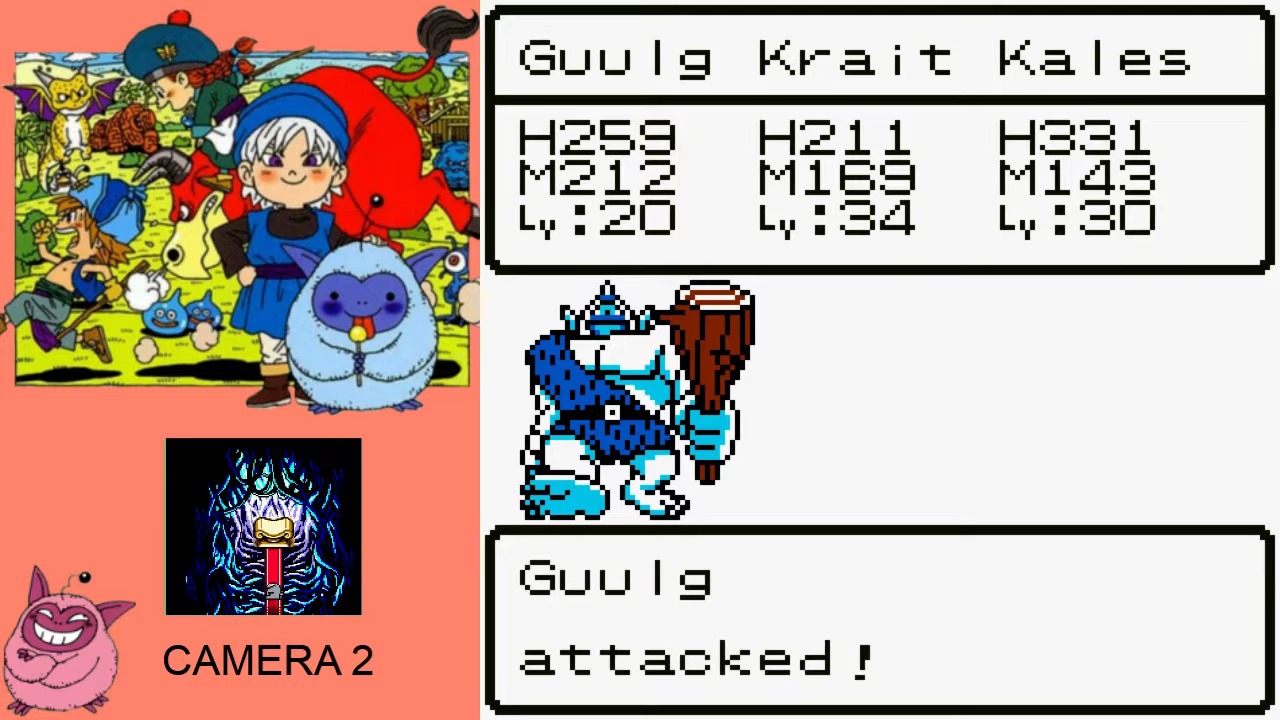 Guulg Krait Kales
H259 H211 H331
M212 M169 M143
Lv:20 Lv:34 Lv:30
Guulg
attacked!
CAMERA 2